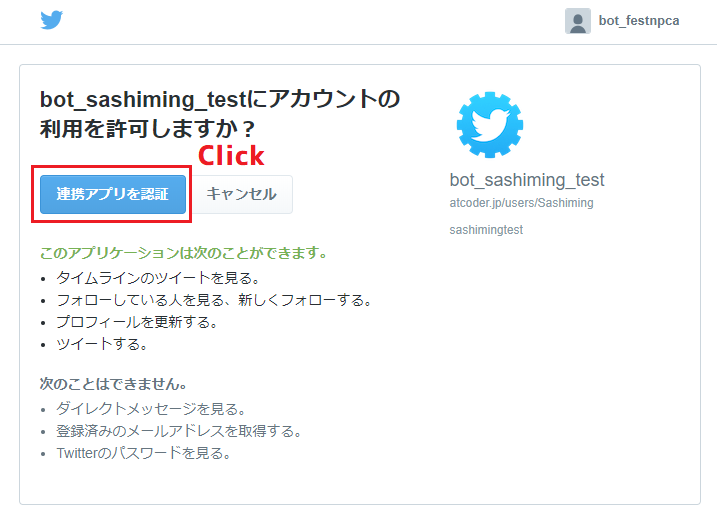 bot_festnpca
bot_sashiming_testにアカウントの
利用を許可しますか？
Click
連携アプリを認証
キャンセル
このアプリケーションは次のことができます。
• タイムラインのツイートを見る。
• フォローしている人を見る、新しくフォローする。
• プロフィールを更新する。
• ツイートする。
次のことはできません。
• ダイレクトメッセージを見る。
• 登録済みのメールアドレスを取得する。
• Twitterのパスワードを見る。
bot_sashiming_test
atcoder.jp/users/Sashiming
sashimingtest